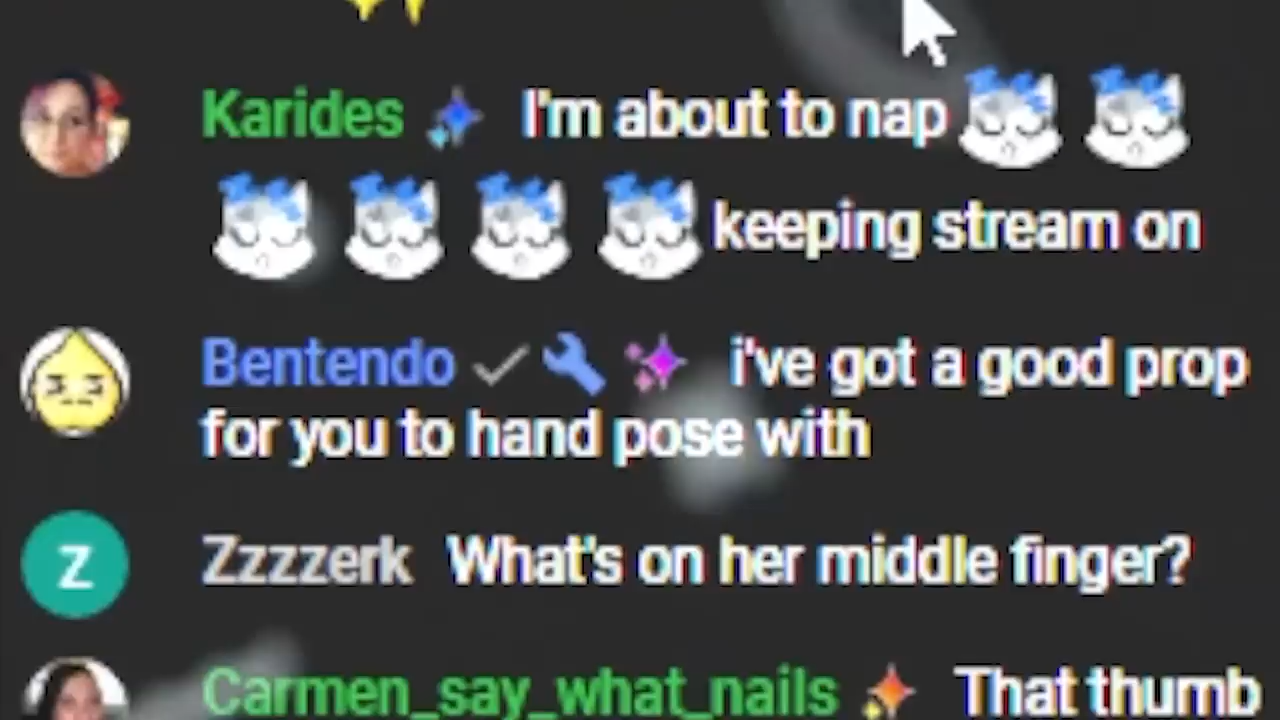 Karides I'm about to nap
keeping stream on
Bentendo i've got a good prop
for you to hand pose with
Z Zzzzerk What's on her middle finger?
Carmen_say_what_nails That thumb